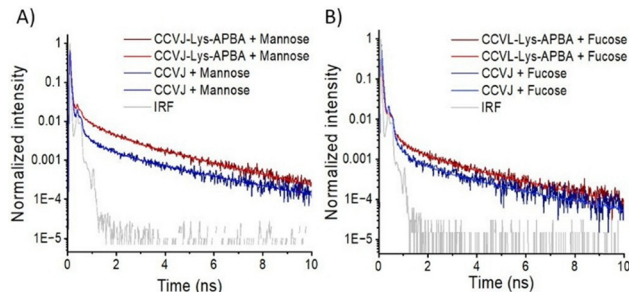 A)
CCVJ-Lys-APBA + Mannose
CCVJ-Lys-APBA + Mannose
CCVJ + Mannose
CCVJ + Mannose
IRF
Normalized intensity
1
0.1
0.01
0.001
1E-4
1E-5
0 2 4 6 8 10
Time (ns)
B)
CCVL-Lys-APBA + Fucose
CCVL-Lys-APBA + Fucose
CCVJ + Fucose
CCVJ + Fucose
IRF
Normalized intensity
1
0.1
0.01
0.001
1E-4
1E-5
0 2 4 6 8 10
Time (ns)